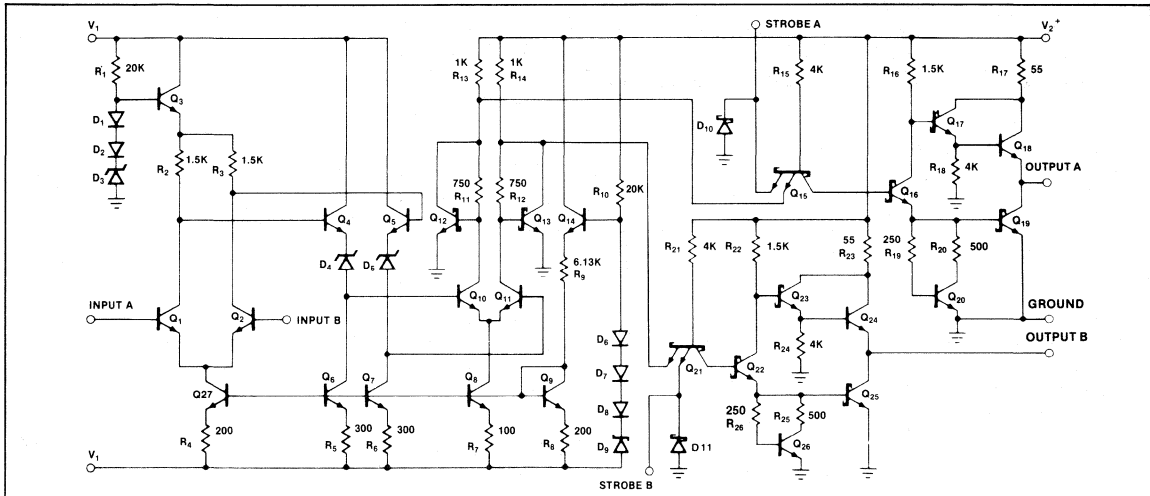 V1
STROBE A
V2+
R1 20K
Q3
1K R13
1K R14
R15 4K
R16 1.5K
R17 55
D1
D2
D3
R2 1.5K
R3 1.5K
D10
Q17
Q18
R18 4K
OUTPUT A
Q4
Q5
Q12
750 R11
750 R12
Q13
Q14
R10 20K
Q15
Q16
Q19
D4
D5
R21 4K
R22 1.5K
55 R23
250 R19
R20 500
6.13K R9
Q10
Q11
Q23
Q20
INPUT A
Q1
Q2
INPUT B
GROUND
Q24
OUTPUT B
D6
D7
D8
D9
R24 4K
Q21
Q22
Q25
Q27
Q6
Q7
Q8
Q9
250 R26
R25 500
Q26
R4 200
R5 300
R6 300
R7 100
R8 200
D11
V1
STROBE B